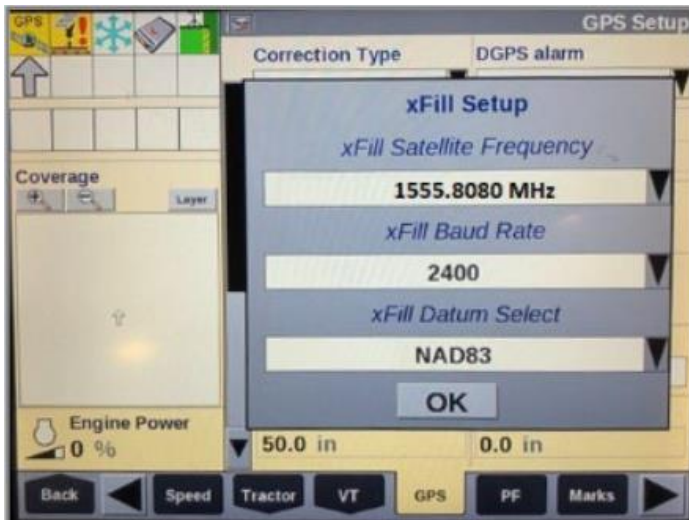 GPS
GPS Setup
Correction Type
DGPS alarm
xFill Setup
xFill Satellite Frequency
1555.8080 MHz
xFill Baud Rate
2400
xFill Datum Select
NAD83
OK
Coverage
Layer
Engine Power
0 %
50.0 in
0.0 in
Back
Speed
Tractor
VT
GPS
PF
Marks